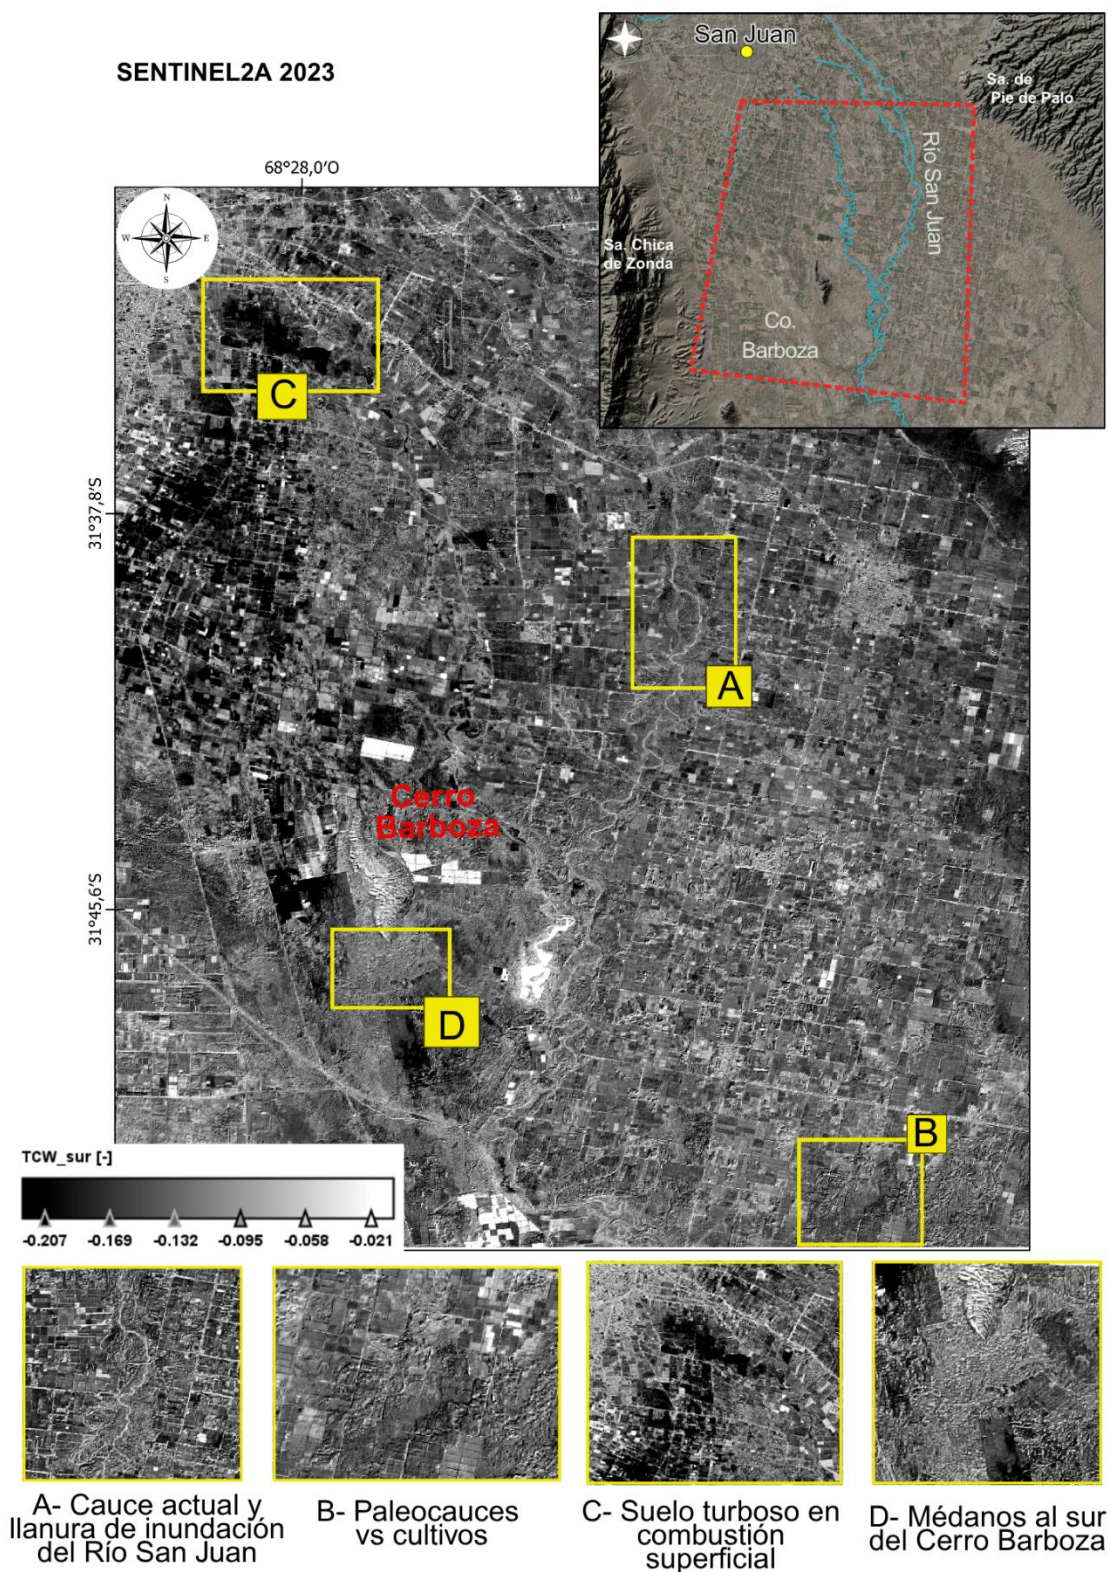 SENTINEL2A 2023
San Juan
Sa. de
Pie de Palo
Río San Juan
Sa. Chica
de Zonda
Co.
Barboza
68°28,0'O
N
W
E
S
C
31°37,8'S
A
Cerro
Barboza
31°45,6'S
D
B
TCW_sur [-]
-0.207 -0.169 -0.132 -0.095 -0.058 -0.021
A- Cauce actual y
llanura de inundación
del Río San Juan
B- Paleocauces
vs cultivos
C- Suelo turboso en
combustión
superficial
D- Médanos al sur
del Cerro Barboza